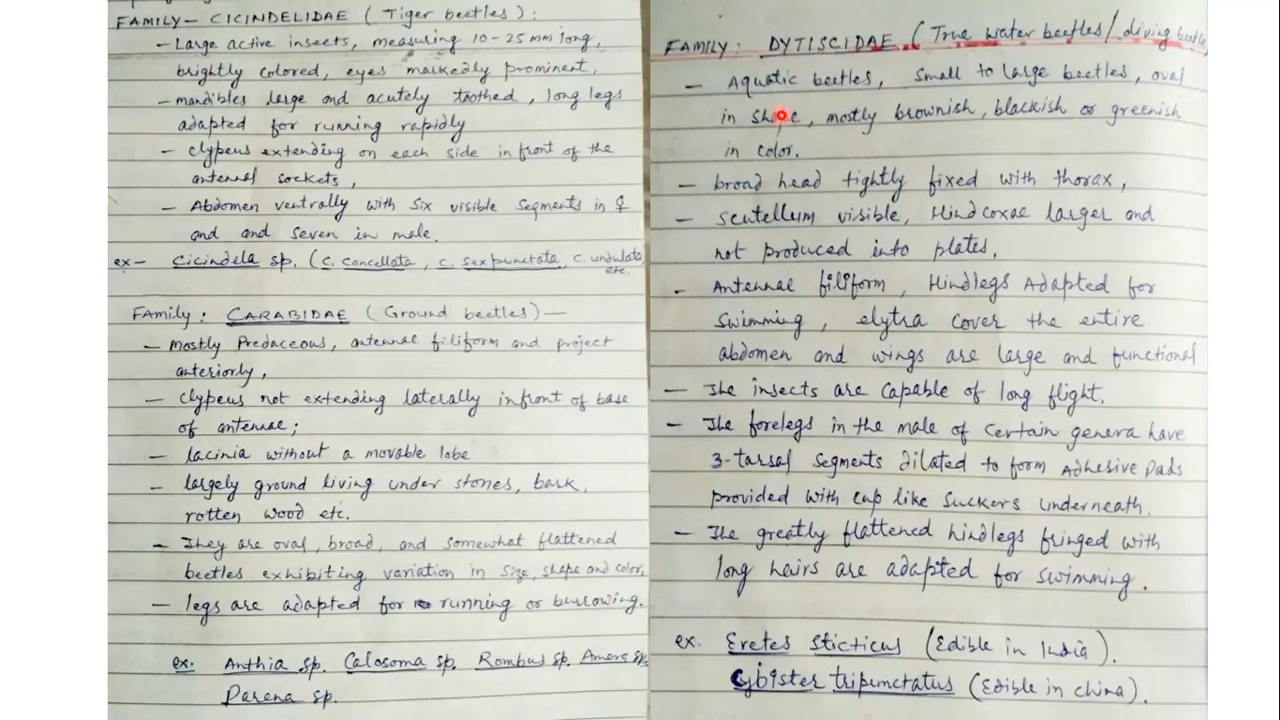 FAMILY- CICINDELIDAE (Tiger beetles):
- Large active insects, measuring 10-25 mm long,
brightly colored, eyes markedly prominent,
- mandibles large and acutely toothed, long legs
adapted for running rapidly
- clypeus extending on each side in front of the
antennal sockets,
- Abdomen ventrally with six visible segments in ♀
and and seven in male.
ex- Cicindela sp. (C. cancellata, C. sexpunctata, C undulata
etc.
Family: CARABIDAE (Ground beetles)—
- Mostly Predaceous, antennae filiform and project
anteriorly,
- clypeus not extending laterally infront of base
of antennae;
- lacinia without a movable lobe
- largely ground living under stones, bark,
rotten wood etc.
- They are oval, broad, and somewhat flattened
beetles exhibiting variation in size, shape and color,
- legs are adapted for running or burrowing.
ex: Anthia sp. Calosoma sp. Rombus sp. Amara sp.
Parena sp.
FAMILY: DYTISCIDAE (True water beetles/diving beetle,
- Aquatic beetles, small to large beetles, oval
in shape, mostly brownish, blackish or greenish
in color.
- broad head tightly fixed with thorax,
- scutellum visible, Hind coxae larger and
not produced into plates,
- Antennae filiform, Hindlegs Adapted for
swimming, elytra cover the entire
abdomen and wings are large and functional
- The insects are capable of long flight.
- The forelegs in the male of certain genera have
3-tarsal segments dilated to form adhesive pads
provided with cup like suckers underneath.
- The greatly flattened hindlegs fringed with
long hairs are adapted for swimming.
ex. Eretes sticticus (Edible in India).
Cybister tripunctatus (Edible in china).